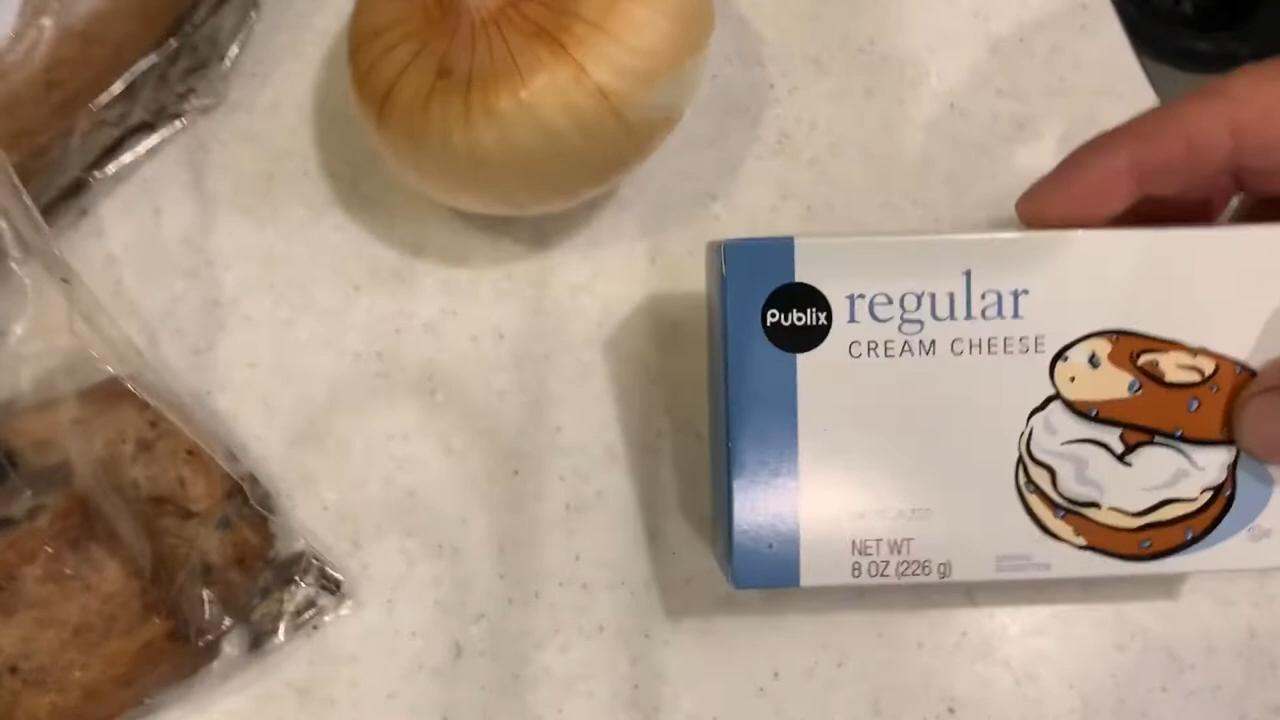 Publix
regular
CREAM CHEESE
NET WT
8 OZ (226 g)